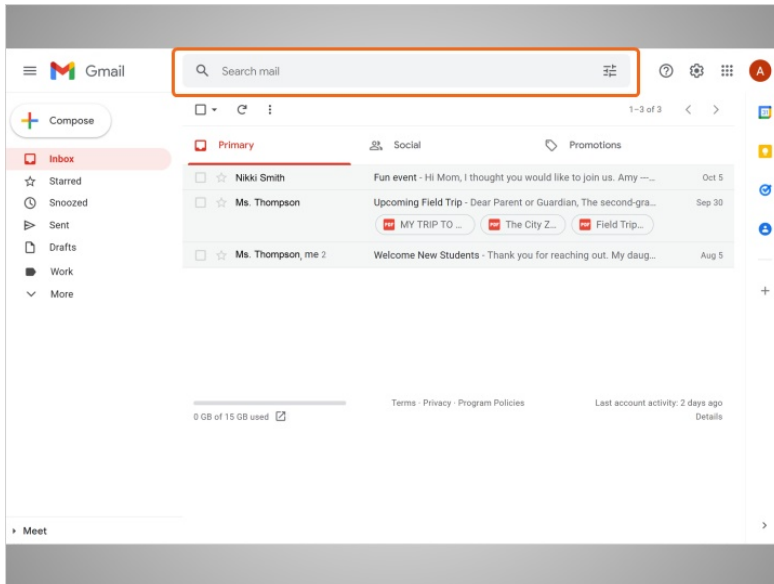 Gmail
Search mail
A
Compose
1–3 of 3
Primary
Social
Promotions
Inbox
Starred
Snoozed
Sent
Drafts
Work
More
Nikki Smith Fun event - Hi Mom, I thought you would like to join us. Amy —... Oct 5
Ms. Thompson Upcoming Field Trip - Dear Parent or Guardian, The second-gra... Sep 30
PDF MY TRIP TO ... PDF The City Z... PDF Field Trip...
Ms. Thompson, me 2 Welcome New Students - Thank you for reaching out. My daug... Aug 5
Terms · Privacy · Program Policies
Last account activity: 2 days ago
0 GB of 15 GB used
Details
Meet